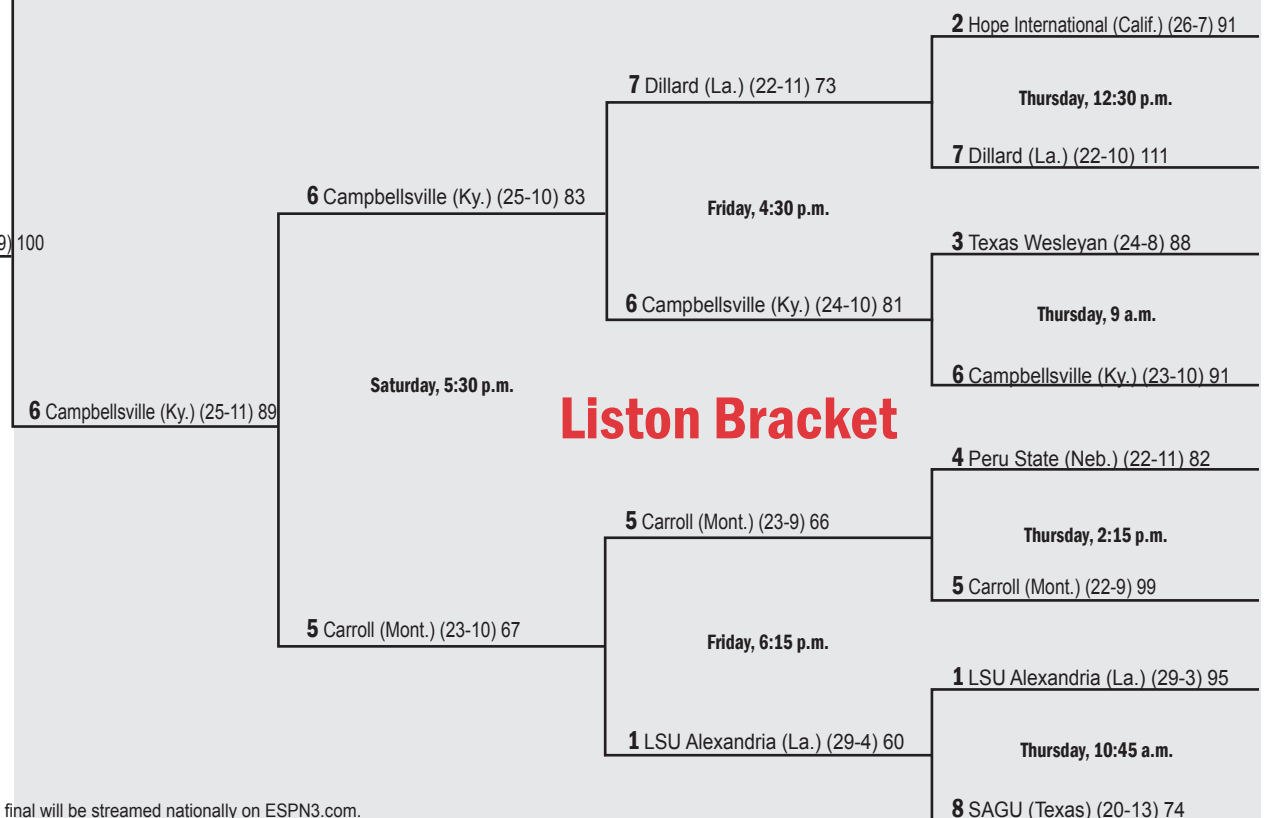 2 Hope International (Calif.) (26-7) 91
7 Dillard (La.) (22-11) 73
Thursday, 12:30 p.m.
7 Dillard (La.) (22-10) 111
6 Campbellsville (Ky.) (25-10) 83
Friday, 4:30 p.m.
9) 100
3 Texas Wesleyan (24-8) 88
6 Campbellsville (Ky.) (24-10) 81
Thursday, 9 a.m.
6 Campbellsville (Ky.) (23-10) 91
Saturday, 5:30 p.m.
6 Campbellsville (Ky.) (25-11) 89
Liston Bracket
4 Peru State (Neb.) (22-11) 82
5 Carroll (Mont.) (23-9) 66
Thursday, 2:15 p.m.
5 Carroll (Mont.) (22-9) 99
5 Carroll (Mont.) (23-10) 67
Friday, 6:15 p.m.
1 LSU Alexandria (La.) (29-3) 95
1 LSU Alexandria (La.) (29-4) 60
Thursday, 10:45 a.m.
8 SAGU (Texas) (20-13) 74
final will be streamed nationally on ESPN3.com.